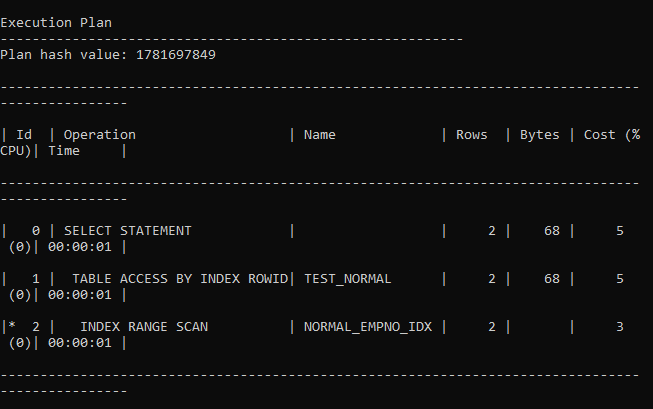 Execution Plan
----------------------------------------------------------
Plan hash value: 1781697849

--------------------------------------------------------------------------------
----------------

| Id  | Operation                   | Name             | Rows  | Bytes | Cost (%
CPU)| Time     |

--------------------------------------------------------------------------------
----------------

|   0 | SELECT STATEMENT            |                  |     2 |    68 |     5
 (0)| 00:00:01 |

|   1 |  TABLE ACCESS BY INDEX ROWID| TEST_NORMAL      |     2 |    68 |     5
 (0)| 00:00:01 |

|*  2 |   INDEX RANGE SCAN          | NORMAL_EMPNO_IDX |     2 |       |     3
 (0)| 00:00:01 |

--------------------------------------------------------------------------------
----------------